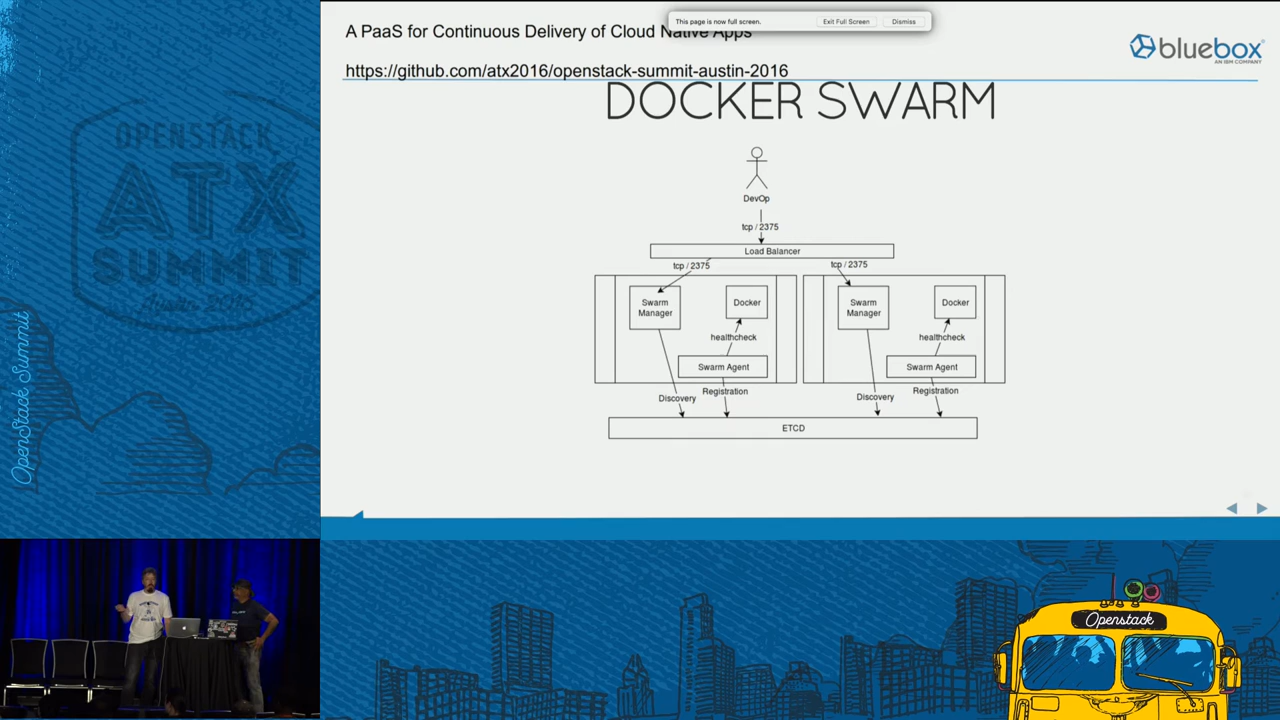 A PaaS for Continuous Delivery of Cloud Native Apps
This page is now full screen.
Exit Full Screen
Dismiss
https://github.com/atx2016/openstack-summit-austin-2016
bluebox
AN IBM COMPANY
DOCKER SWARM
DevOp
tcp / 2375
Load Balancer
tcp / 2375
tcp / 2375
Swarm
Manager
Docker
healthcheck
Swarm Agent
Swarm
Manager
Docker
healthcheck
Swarm Agent
Discovery
Registration
Discovery
Registration
ETCD
OPENSTACK
ATX
SUMMIT
OpenStack Summit
Openstack